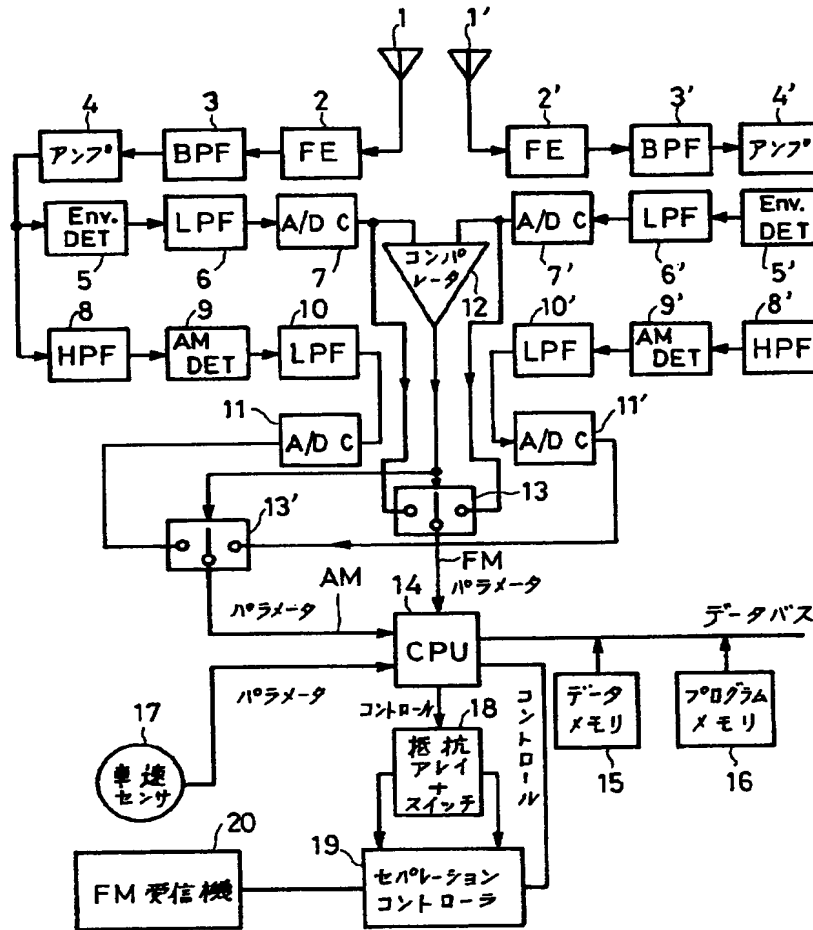 1 1'
4 3 2 2' 3' 4'
アンプ BPF FE FE BPF アンプ
Env. DET LPF A/D C A/D C LPF Env. DET
5 6 7 コンパレータ 7' 6' 5'
12
8 9 10 10' 9' 8'
HPF AM DET LPF LPF AM DET HPF
11 11'
A/D C A/D C
13
13'
FM
パラメータ
AM
パラメータ
14
データバス
CPU
パラメータ
コントロール
18
コントロール
データメモリ
プログラムメモリ
15 16
17
車速センサ
抵抗
アレイ
+
スイッチ
20
19
FM 受信機
セパレーション
コントローラ